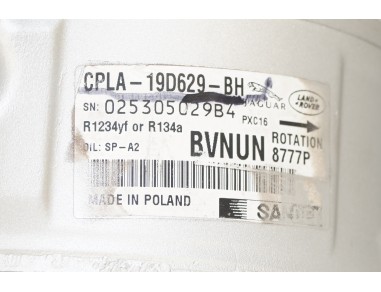 CPLA-19D629-BH
JAGUAR
LAND ROVER
SN: 025305029B4
PXC16
R1234yf or R134a
BVNUN
ROTATION
OIL: SP-A2
8777P
MADE IN POLAND